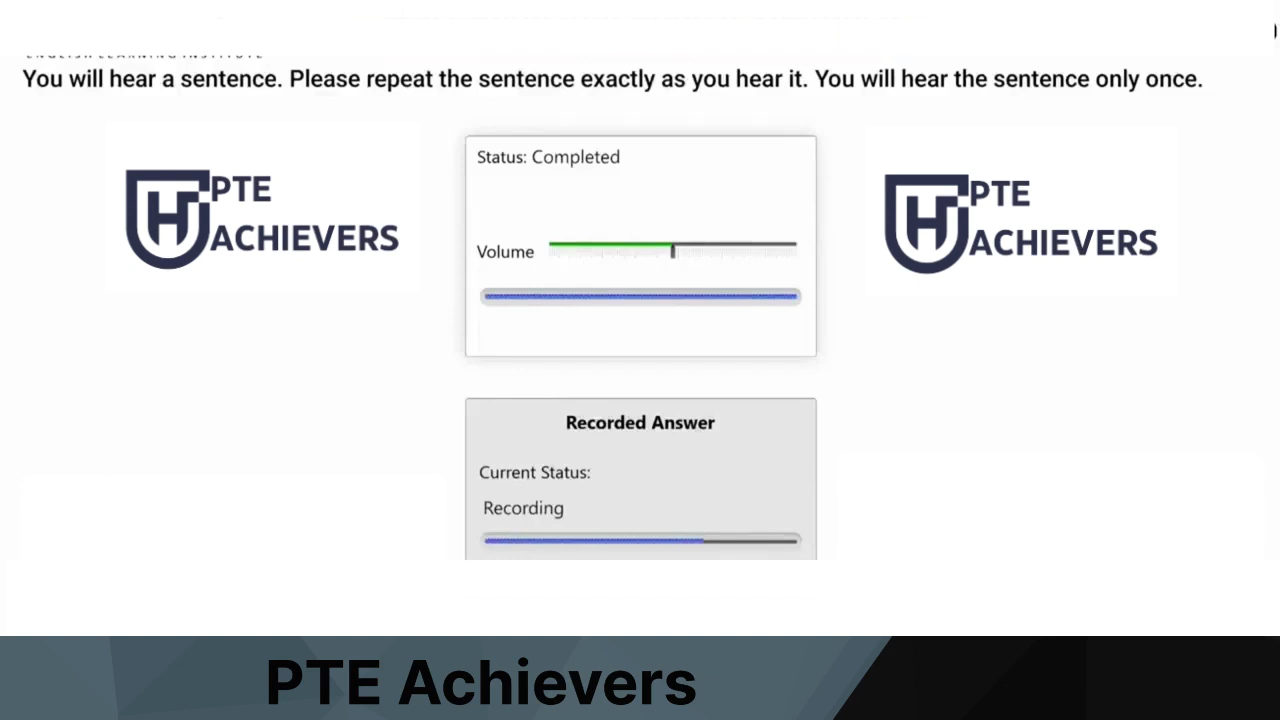 You will hear a sentence. Please repeat the sentence exactly as you hear it. You will hear the sentence only once.
PTE
ACHIEVERS
Status: Completed
Volume
PTE
ACHIEVERS
Recorded Answer
Current Status:
Recording
PTE Achievers